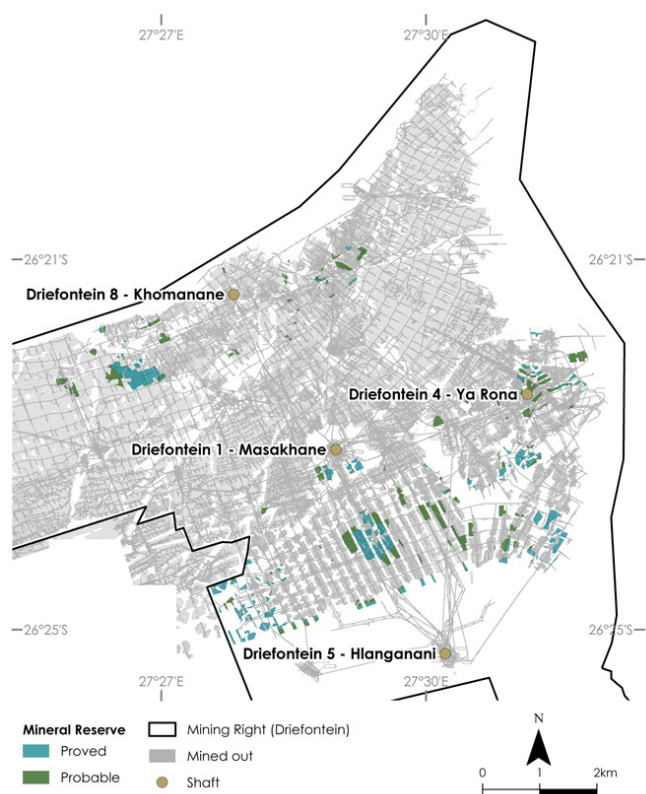 27°27'E 27°30'E
26°21'S 26°21'S
Driefontein 8 - Khomanane
Driefontein 4 - Ya Rona
Driefontein 1 - Masakhane
26°25'S 26°25'S
Driefontein 5 - Hlanganani
27°27'E 27°30'E
Mineral Reserve
Proved
Probable
Mining Right (Driefontein)
Mined out
Shaft
N
0 1 2km